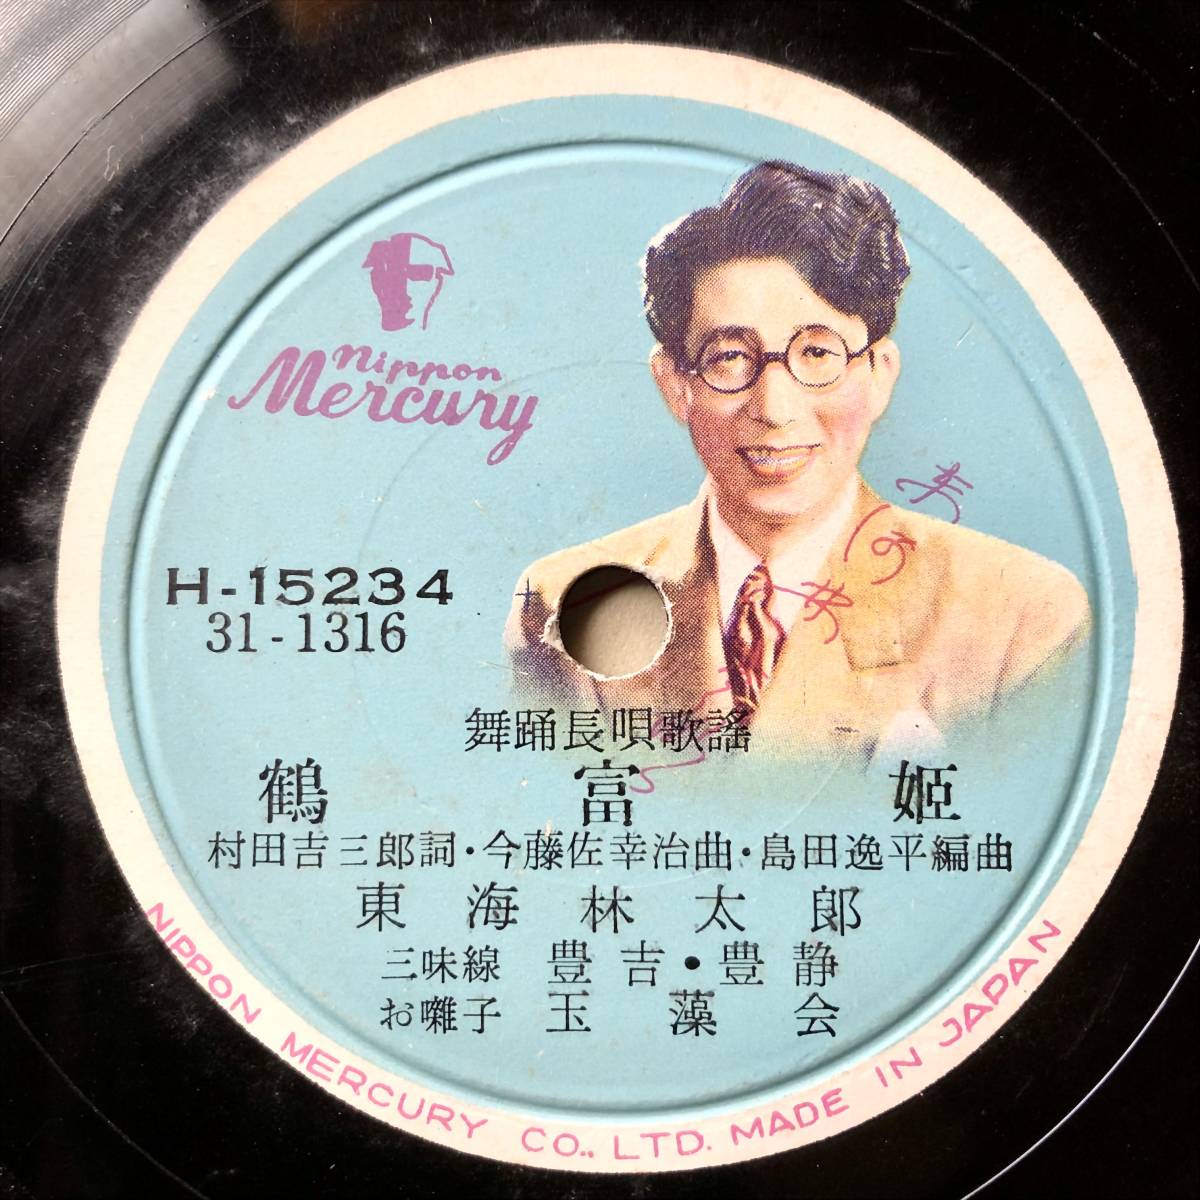 Nippon
Mercury
H-15234
31-1316
舞踊長唄歌謡
鶴富姫
村田吉三郎詞・今藤佐幸治曲・島田逸平編曲
東海林太郎
三味線 豊吉・豊静
お囃子 玉藻会
NIPPON MERCURY CO., LTD. MADE IN JAPAN